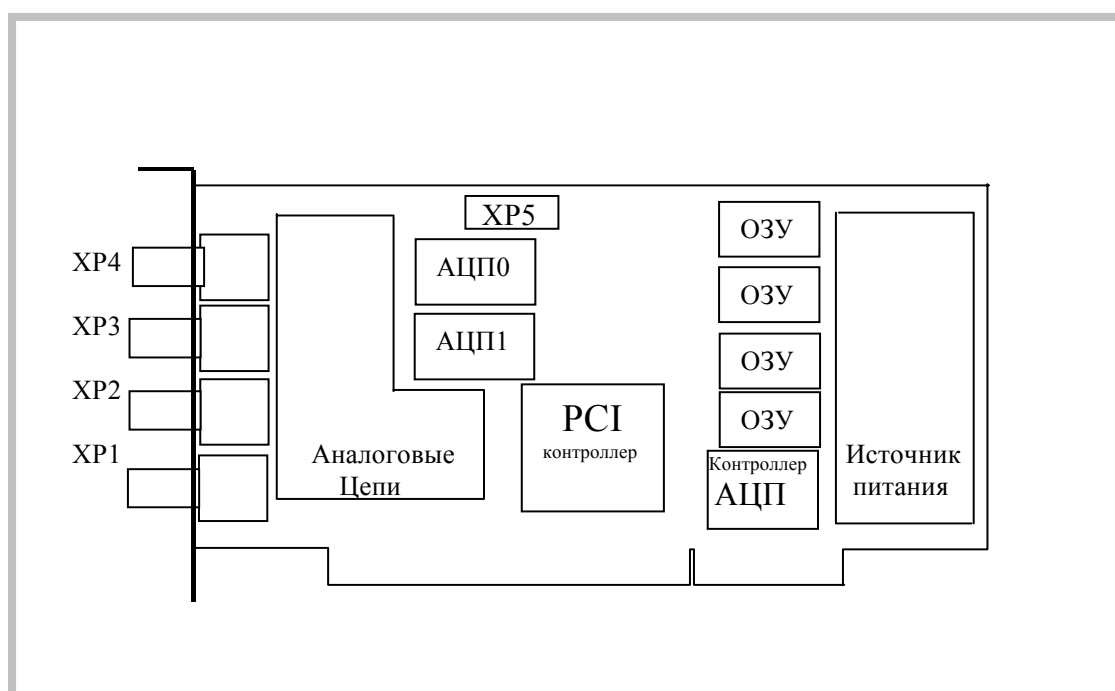 XP5
ОЗУ
XP4
АЦП0
ОЗУ
XP3
АЦП1
ОЗУ
XP2
PCI
контроллер
ОЗУ
XP1
Аналоговые
Цепи
Контроллер
АЦП
Источник
питания